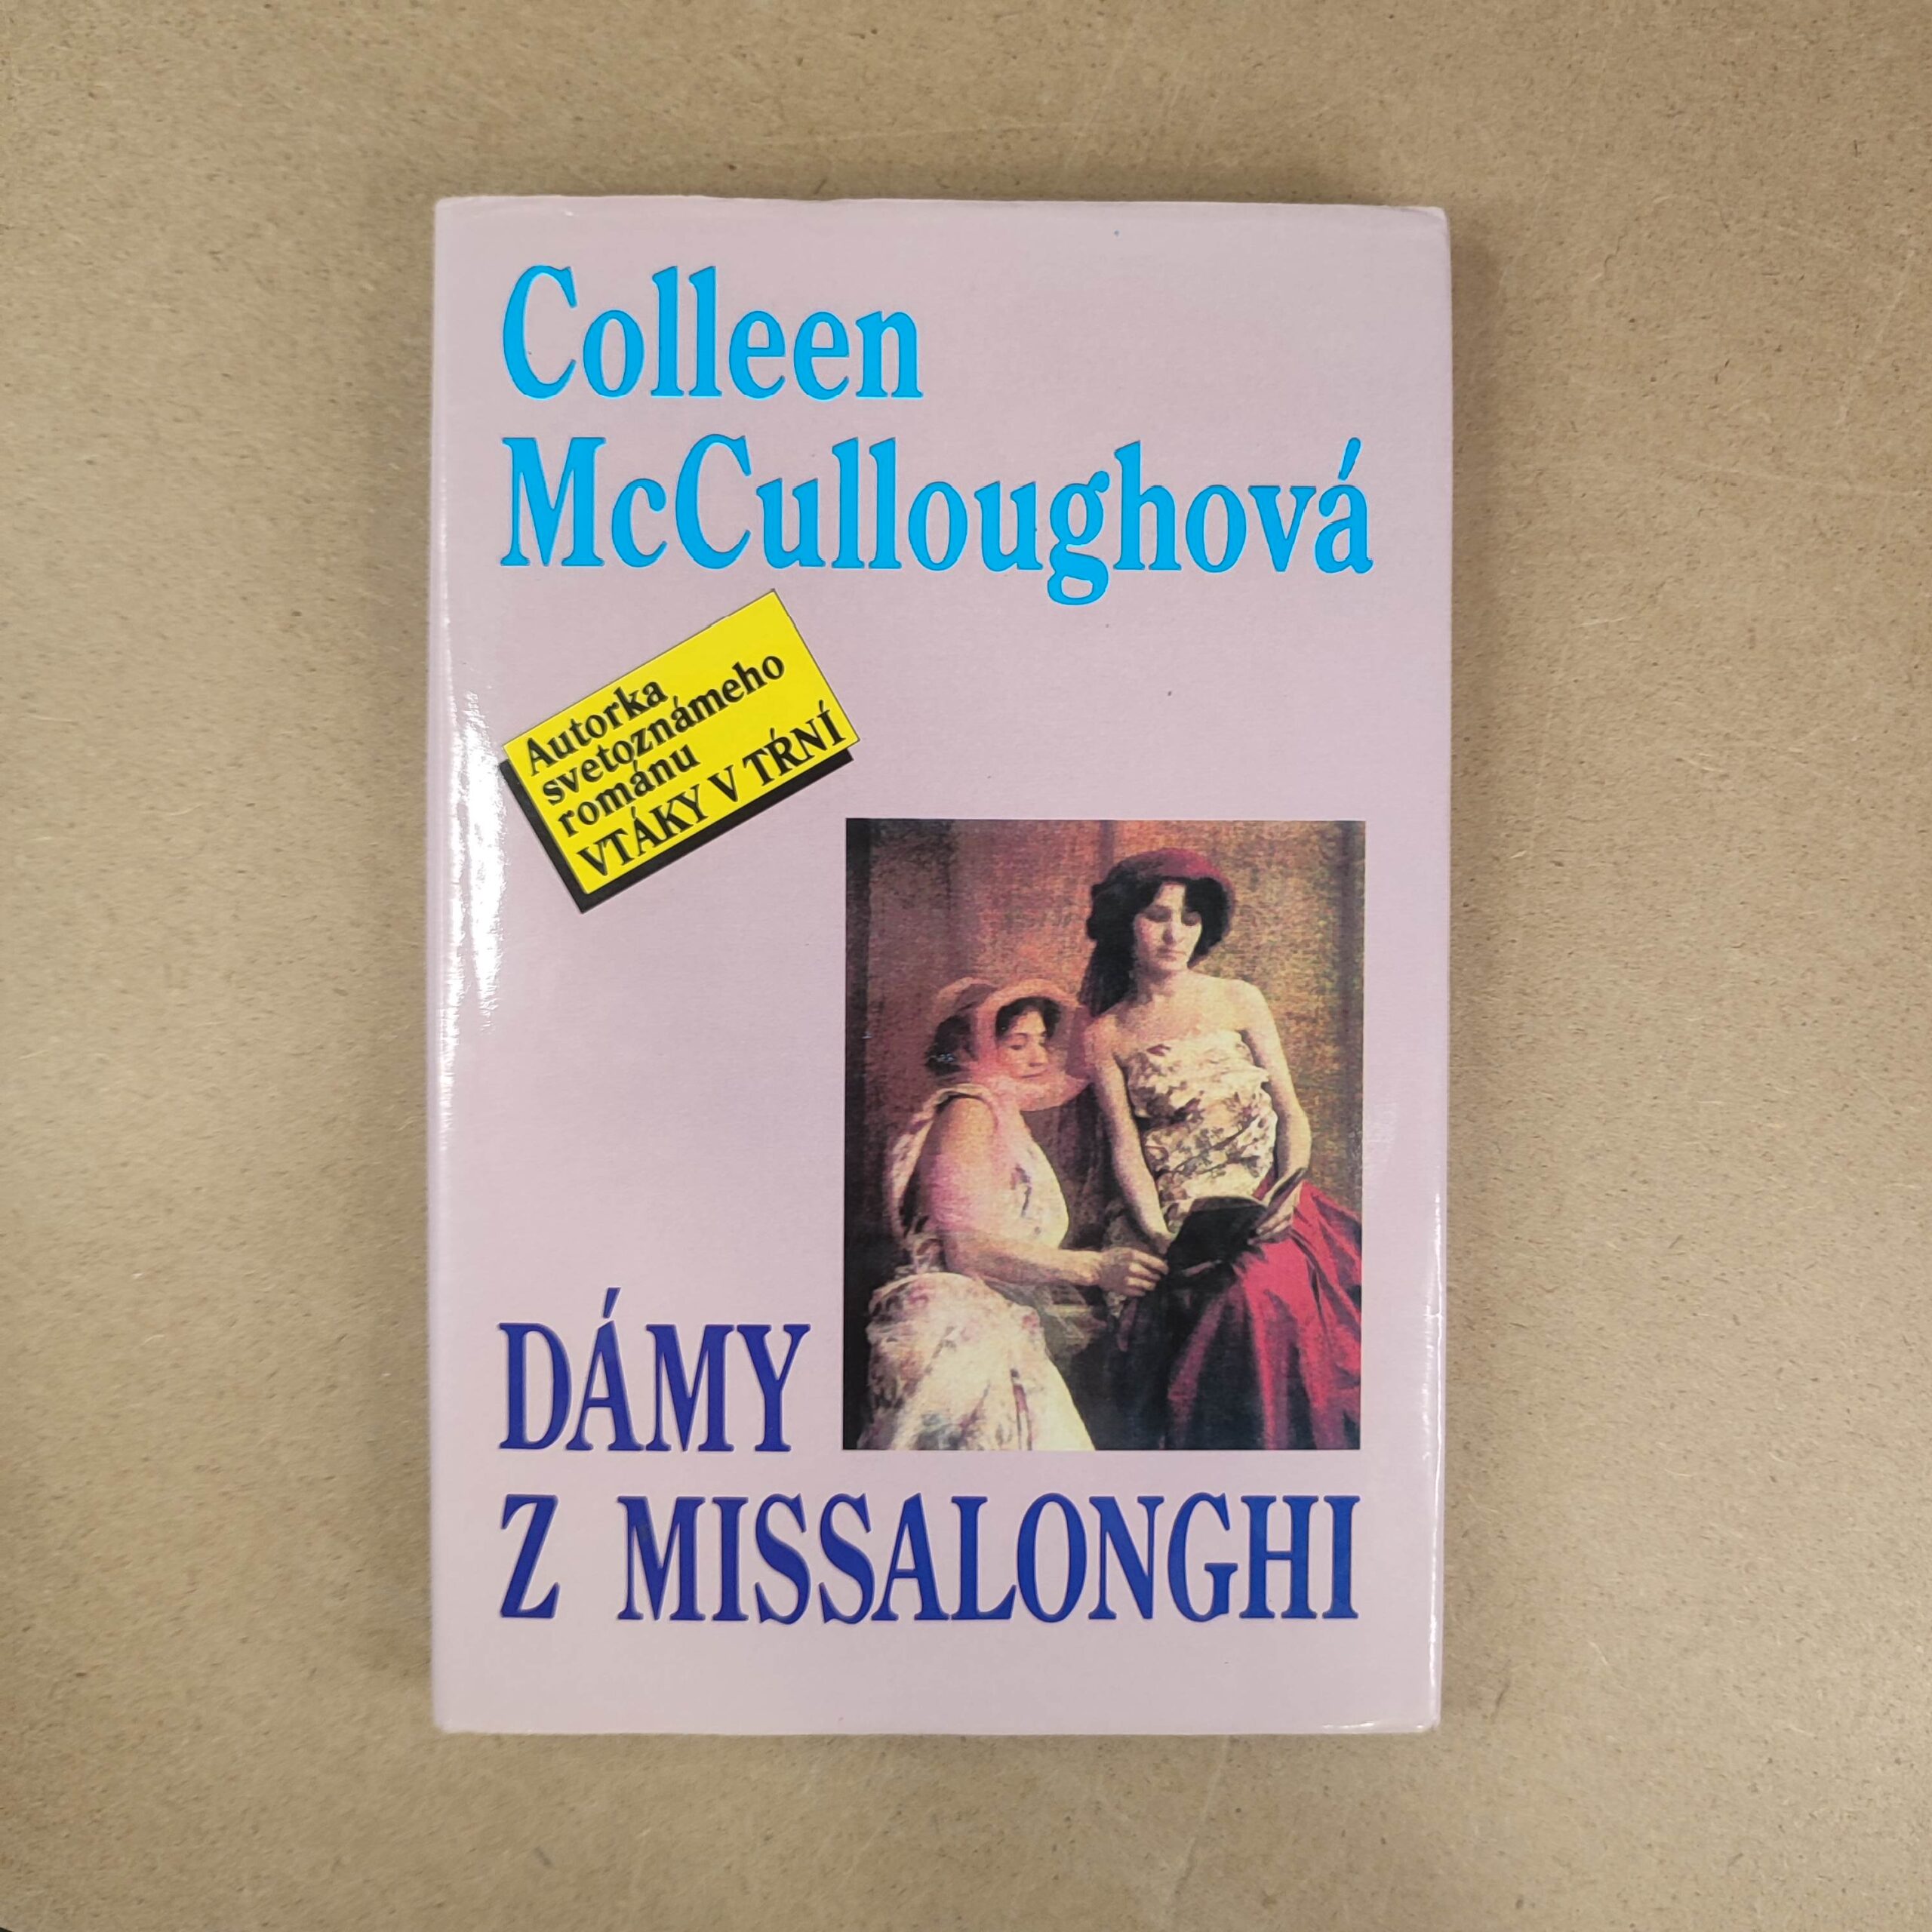 Colleen
McCulloughová
Autorka
svetoznámeho
románu
VTÁKY V TŔNÍ
DÁMY
Z MISSALONGHI